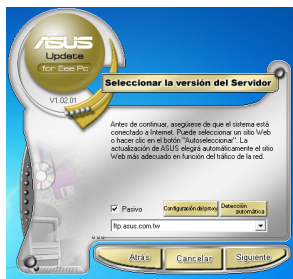 ASUS
Update
for Eee Pc
V1.02.01
Seleccionar la versión del Servidor
Antes de continuar, asegúrese de que el sistema está
conectado a Internet. Puede seleccionar un sitio Web
o hacer clic en el botón "Autoseleccionar". La
actualización de ASUS elegirá automáticamente el sitio
Web más adecuado en función del tráfico de la red.
Pasivo
Configuración del proxy
Detección
automática
ftp.asus.com.tw
Atrás
Cancelar
Siguiente